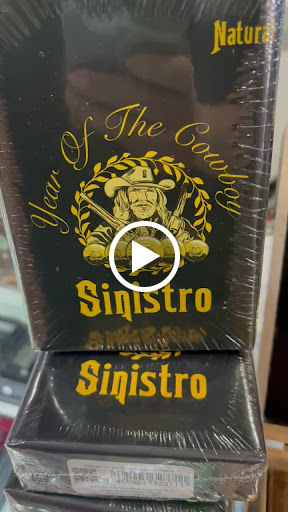 Natural
Year Of The Cowboy
Sinistro
Sinistro